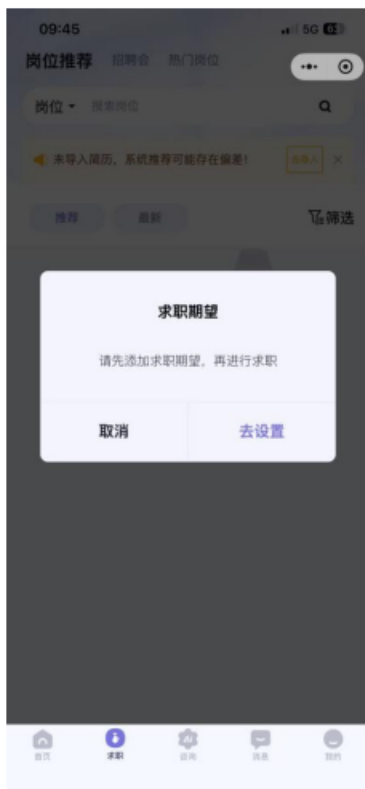 09:45
5G
岗位推荐 招聘会 热门岗位
岗位 搜索岗位
未导入简历，系统推荐可能存在偏差！ 去导入
推荐 最新 筛选
求职期望
请先添加求职期望，再进行求职
取消 去设置
首页 求职 咨询 消息 我的